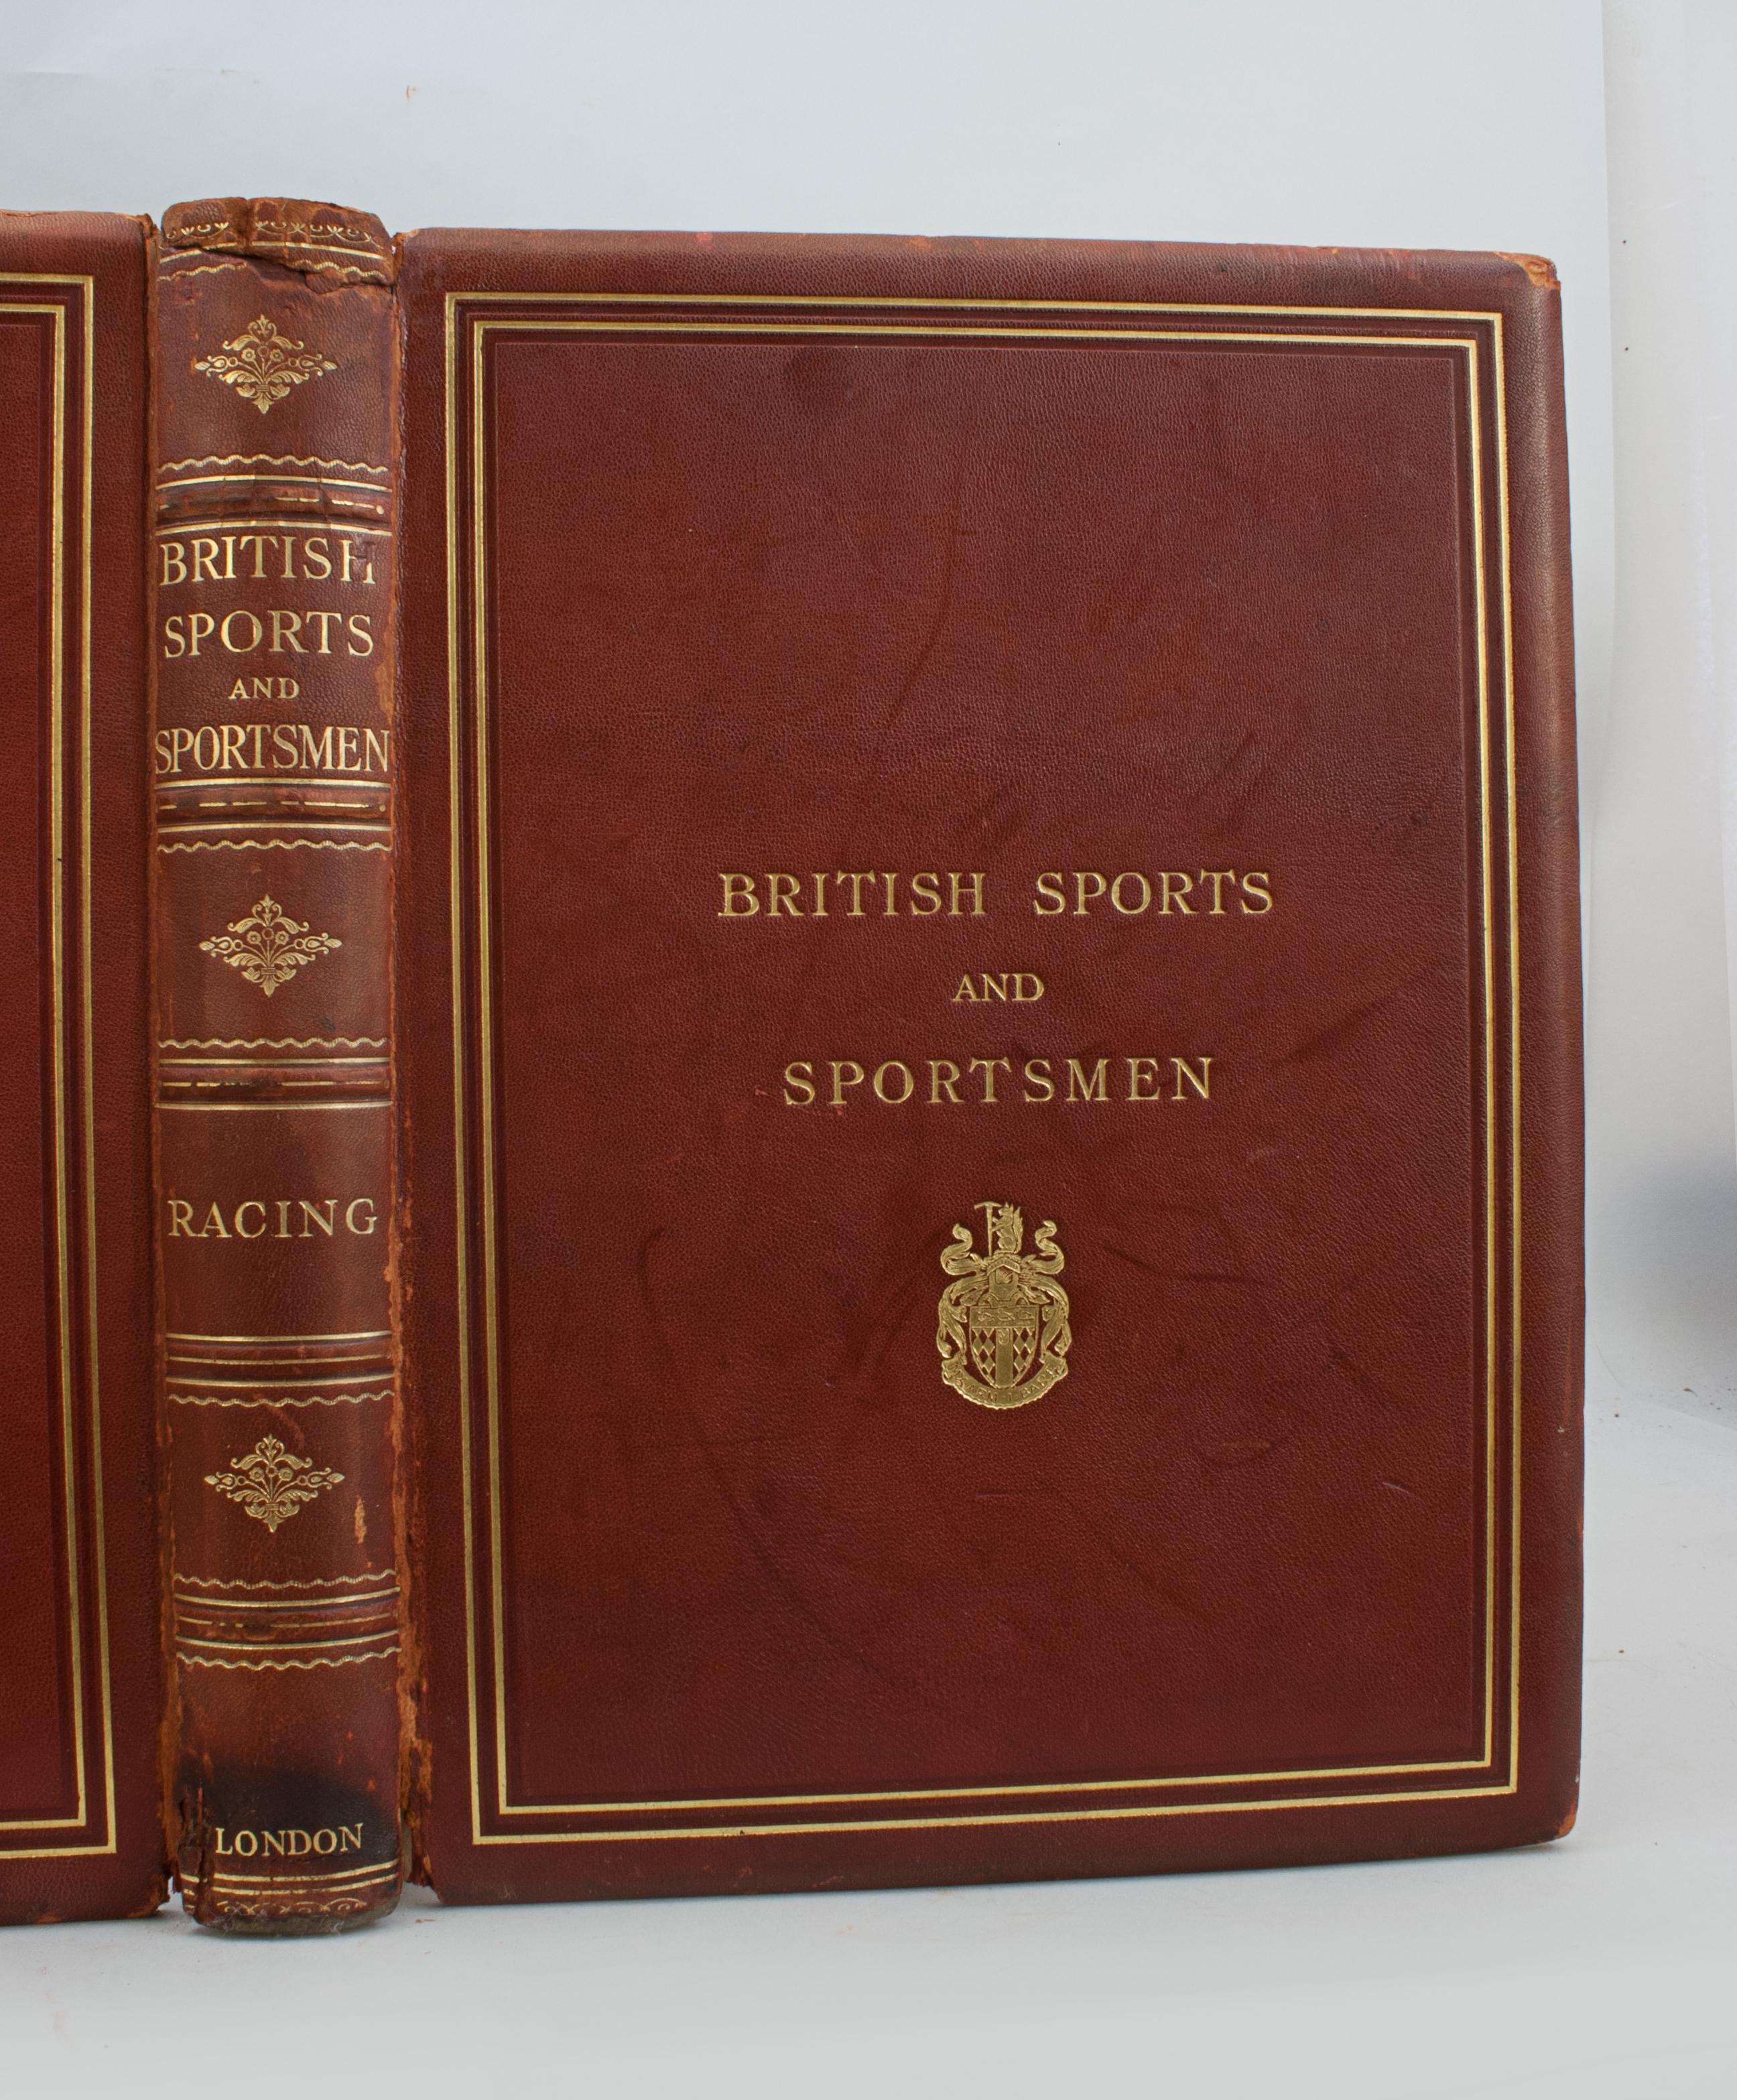 BRITISH
SPORTS
AND
SPORTSMEN
RACING
LONDON
BRITISH SPORTS
AND
SPORTSMEN